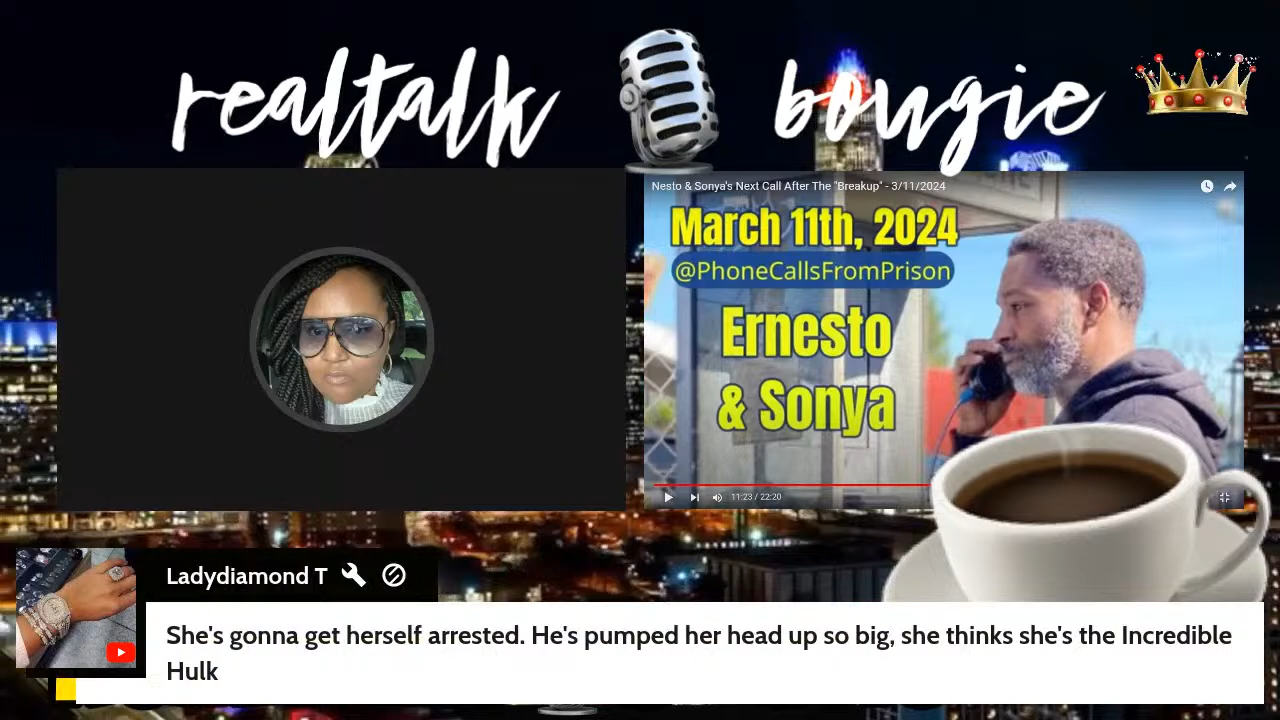 realtalk bougie
Nesto & Sonya's Next Call After The "Breakup" - 3/11/2024
March 11th, 2024
@PhoneCallsFromPrison
Ernesto
& Sonya
11:23 / 22:20
Ladydiamond T
She's gonna get herself arrested. He's pumped her head up so big, she thinks she's the Incredible
Hulk